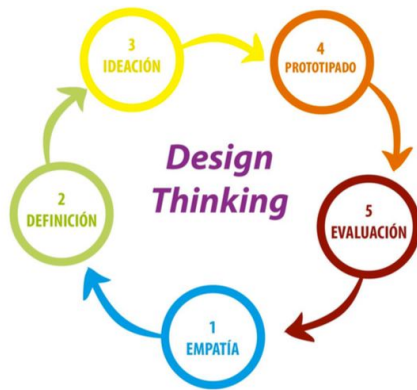 3
IDEACIÓN
4
PROTOTIPADO
Design
Thinking
2
DEFINICIÓN
5
EVALUACIÓN
1
EMPATÍA